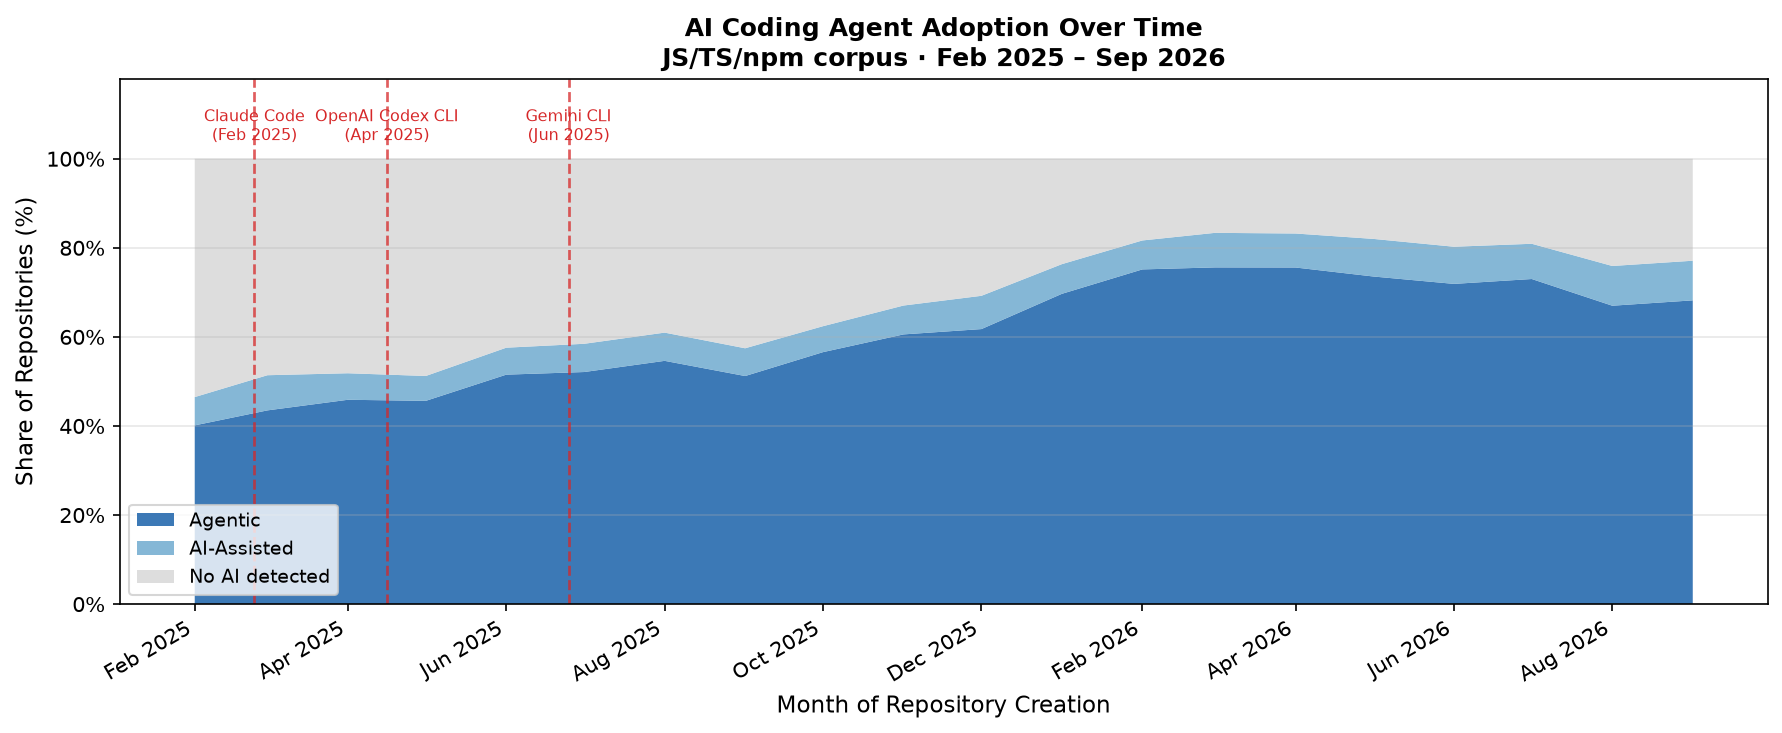 AI Coding Agent Adoption Over Time
JS/TS/npm corpus · Feb 2025 – Sep 2026
Claude Code
(Feb 2025)
OpenAI Codex CLI
(Apr 2025)
Gemini CLI
(Jun 2025)
Share of Repositories (%)
100%
80%
60%
40%
20%
0%
Agentic
AI-Assisted
No AI detected
Feb 2025
Apr 2025
Jun 2025
Aug 2025
Oct 2025
Dec 2025
Feb 2026
Apr 2026
Jun 2026
Aug 2026
Month of Repository Creation